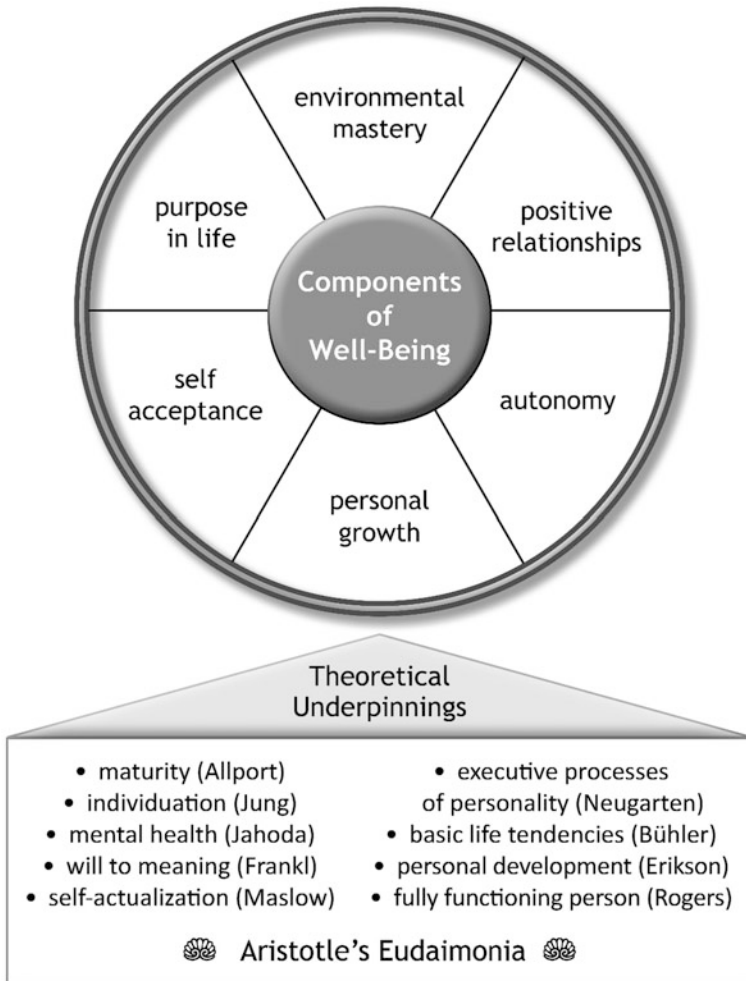 environmental
mastery
purpose
in life
positive
relationships
Components
of
Well-Being
self
acceptance
autonomy
personal
growth
Theoretical
Underpinnings
• maturity (Allport)
• individuation (Jung)
• mental health (Jahoda)
• will to meaning (Frankl)
• self-actualization (Maslow)
• executive processes
of personality (Neugarten)
• basic life tendencies (Bühler)
• personal development (Erikson)
• fully functioning person (Rogers)
Aristotle's Eudaimonia